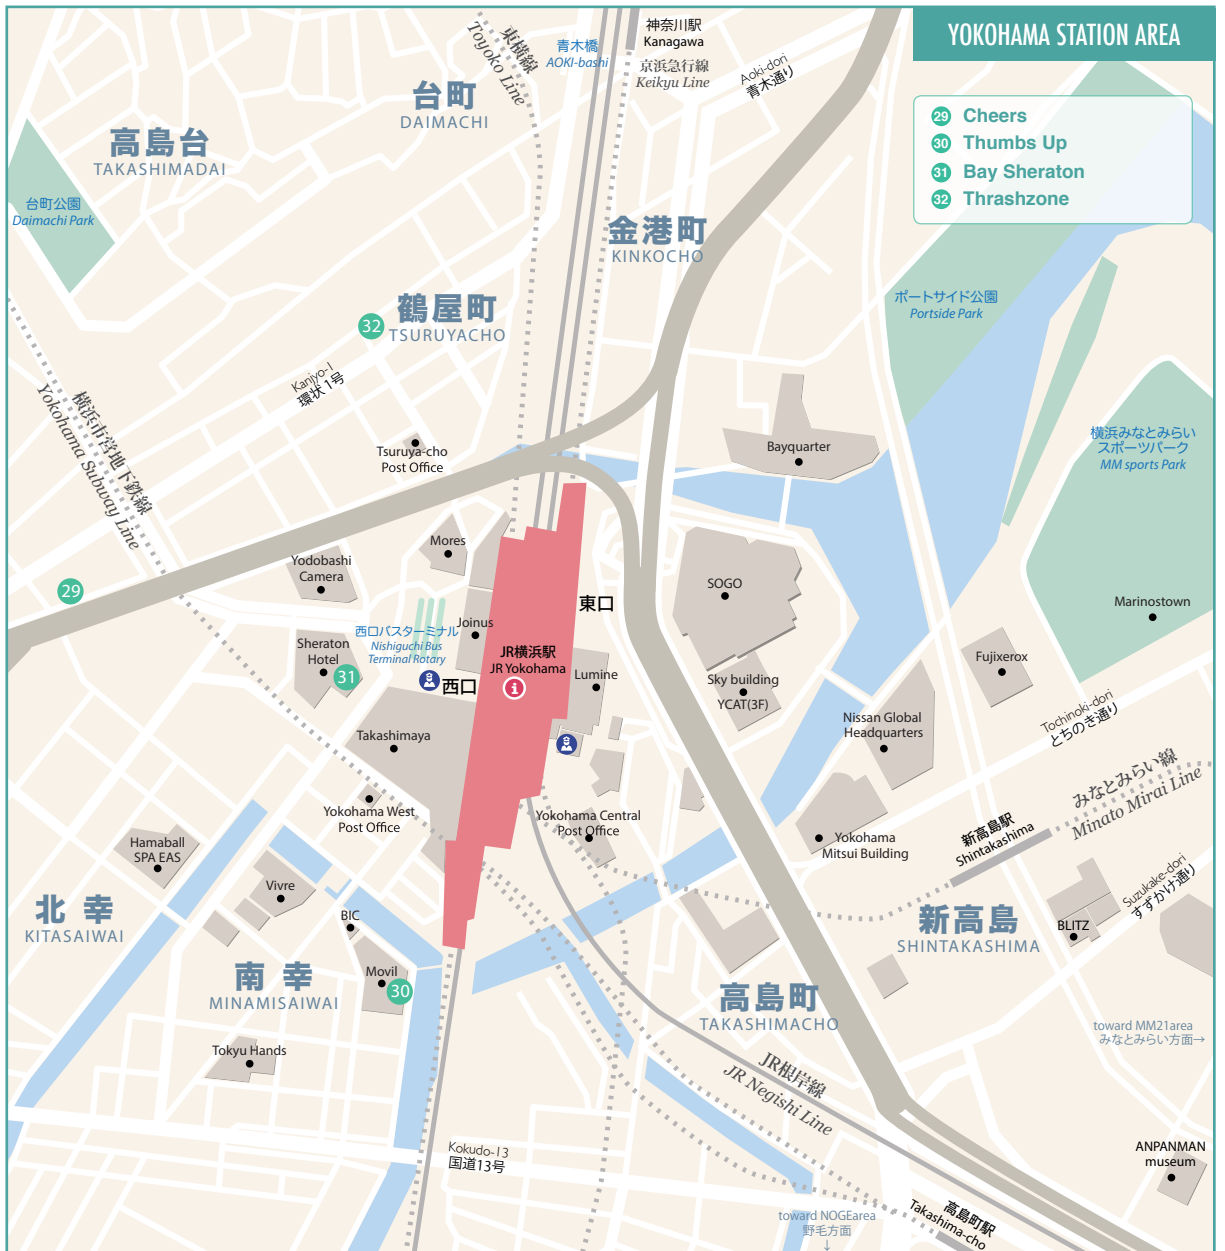 YOKOHAMA STATION AREA
29 Cheers
30 Thumbs Up
31 Bay Sheraton
32 Thrashzone
神奈川駅
Kanagawa
京浜急行線
Keikyu Line
青木橋
AOKI-bashi
東横線
Toyoko Line
Aoki-dori
青木通り
台町
DAIMACHI
高島台
TAKASHIMADAI
台町公園
Daimachi Park
金港町
KINKOCHO
鶴屋町
TSURUYACHO
32
ポートサイド公園
Portside Park
Kanjyo-1
環状 1号
横浜市営地下鉄線
Yokohama Subway Line
Tsuruya-cho
Post Office
Bayquarter
横浜みなとみらい
スポーツパーク
MM sports Park
Mores
Yodobashi
Camera
29
SOGO
東口
Marinostown
西口バスターミナル
Nishiguchi Bus
Terminal Rotary
Joinus
Sheraton
Hotel
31
JR横浜駅
JR Yokohama
i
西口
Lumine
Sky building
YCAT(3F)
Fujixerox
Nissan Global
Headquarters
Tochinoki-dori
とちのき通り
Takashimaya
みなとみらい線
Minato Mirai Line
Yokohama West
Post Office
Yokohama Central
Post Office
Yokohama
Mitsui Building
新高島駅
Shintakashima
Hamaball
SPA EAS
Vivre
Suzukake-dori
すずかけ通り
北幸
KITASAIWAI
BIC
新高島
SHINTAKASHIMA
BLITZ
南幸
MINAMISAIWAI
Movil
30
高島町
TAKASHIMACHO
toward MM21area
みなとみらい方面→
Tokyu Hands
JR根岸線
JR Negishi Line
Kokudo-13
国道13号
ANPANMAN
museum
toward NOGEarea
野毛方面
↓
高島町駅
Takashima-cho